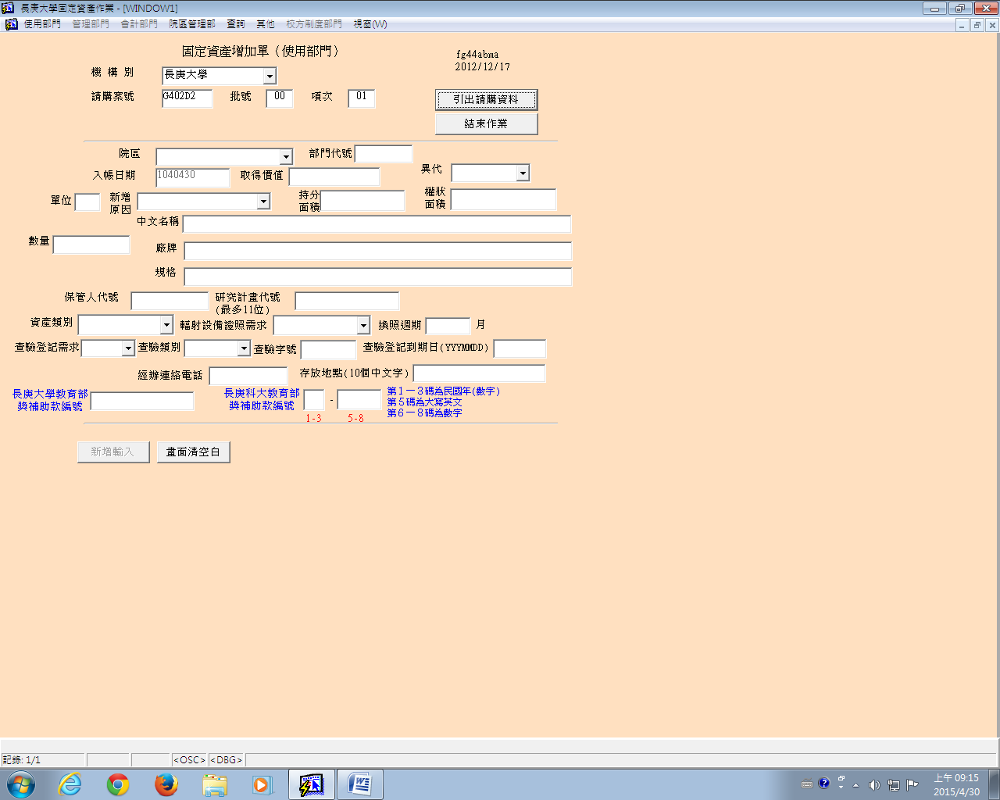 長庚大學固定資產作業 - [WINDOW1]
使用部門 管理部門 會計部門 院區管理部 查詢 其他 校方制度部門 視窗(W)
固定資產增加單（使用部門）
fg44abma
2012/12/17
機 構 別 長庚大學
請購案號 G402D2 批號 00 項次 01
引出請購資料
結束作業
院區 部門代號
入帳日期 1040430 取得價值 異代
單位 新增原因 持分面積 權狀面積
中文名稱
數量 廠牌
規格
保管人代號 研究計畫代號
(最多11位)
資產類別 輻射設備證照需求 換照週期 月
查驗登記需求 查驗類別 查驗字號 查驗登記到期日(YYYMMDD)
經辦連絡電話 存放地點(10個中文字)
長庚大學教育部
獎補助款編號
長庚科大教育部
獎補助款編號
-
1-3 5-8
第１－３碼為民國年(數字)
第５碼為大寫英文
第６－８碼為數字
新增輸入 畫面清空白
記錄: 1/1 <OSC> <DBG>
上午 09:15
2015/4/30